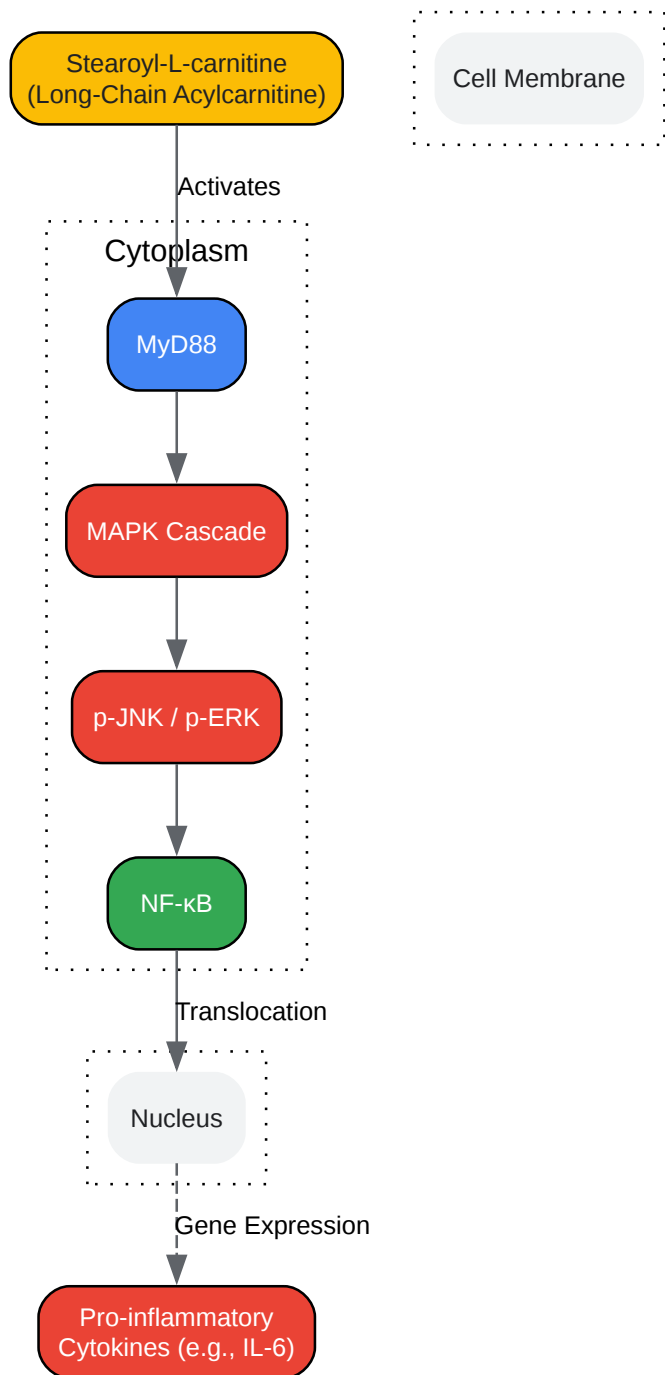 Stearoyl-L-carnitine
(Long-Chain Acylcarnitine)
Cell Membrane
Activates
Cytoplasm
MyD88
MAPK Cascade
p-JNK / p-ERK
NF-κB
Translocation
Nucleus
Gene Expression
Pro-inflammatory
Cytokines (e.g., IL-6)